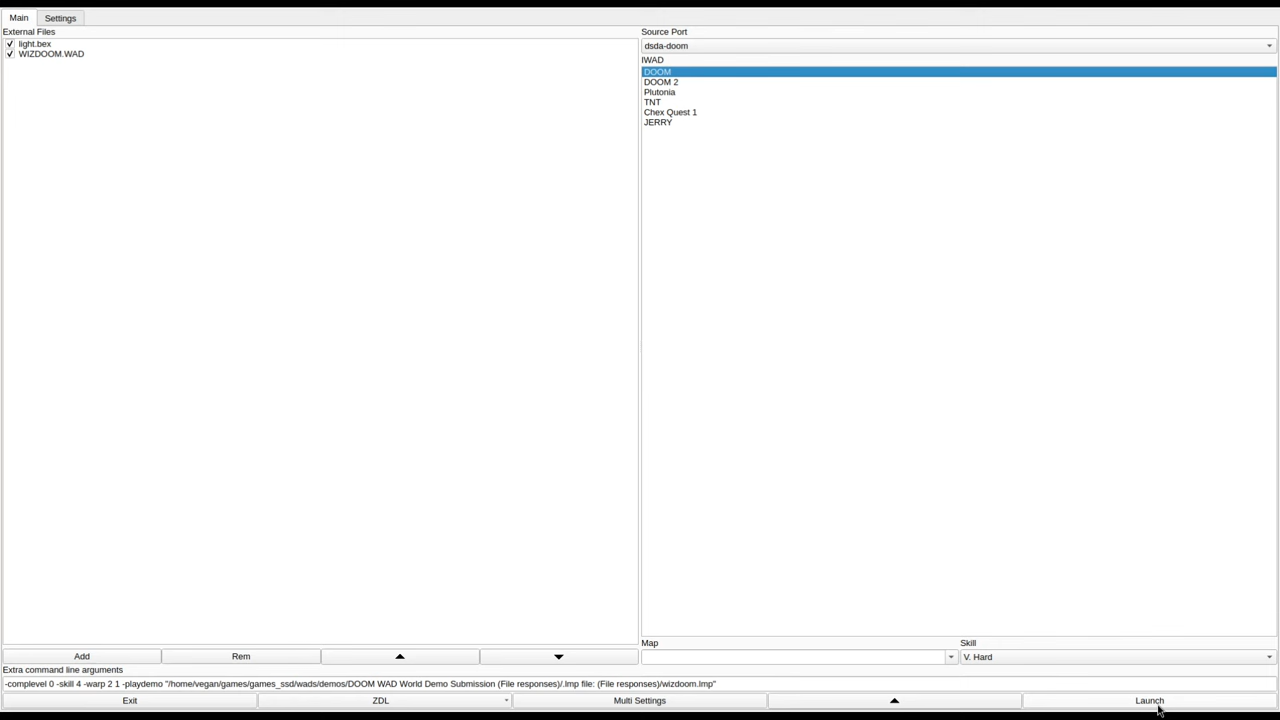 Main Settings
External Files
light.bex
WIZDOOM.WAD
Source Port
dsda-doom
IWAD
DOOM
DOOM 2
Plutonia
TNT
Chex Quest 1
JERRY
Map
Skill
V. Hard
Add Rem
Extra command line arguments
-complevel 0 -skill 4 -warp 2 1 -playdemo "/home/vegan/games/games_ssd/wads/demos/DOOM WAD World Demo Submission (File responses)/.lmp file: (File responses)/wizdoom.lmp"
Exit ZDL Multi Settings Launch